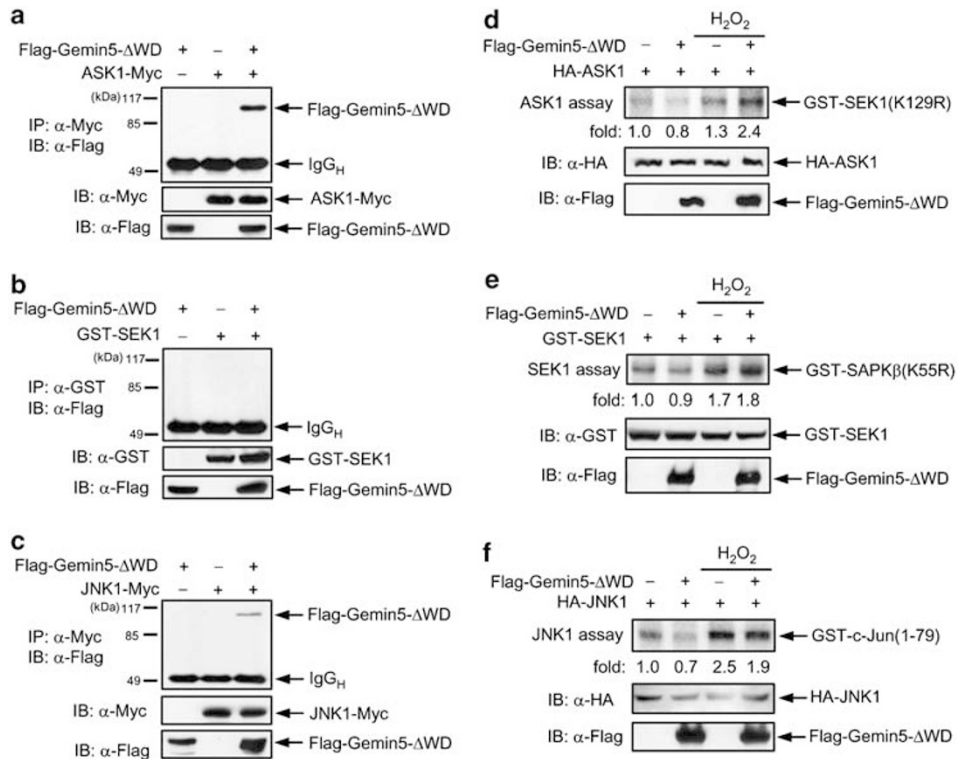 a
Flag-Gemin5-ΔWD + – +
ASK1-Myc – + +
(kDa)
117
85
49
IP: α-Myc
IB: α-Flag
Flag-Gemin5-ΔWD
IgGH
IB: α-Myc
ASK1-Myc
IB: α-Flag
Flag-Gemin5-ΔWD
b
Flag-Gemin5-ΔWD + – +
GST-SEK1 – + +
(kDa)
117
85
49
IP: α-GST
IB: α-Flag
IgGH
IB: α-GST
GST-SEK1
IB: α-Flag
Flag-Gemin5-ΔWD
c
Flag-Gemin5-ΔWD + – +
JNK1-Myc – + +
(kDa)
117
85
49
IP: α-Myc
IB: α-Flag
Flag-Gemin5-ΔWD
IgGH
IB: α-Myc
JNK1-Myc
IB: α-Flag
Flag-Gemin5-ΔWD
d
H2O2
Flag-Gemin5-ΔWD – + – +
HA-ASK1 + + + +
ASK1 assay
GST-SEK1(K129R)
fold: 1.0 0.8 1.3 2.4
IB: α-HA
HA-ASK1
IB: α-Flag
Flag-Gemin5-ΔWD
e
H2O2
Flag-Gemin5-ΔWD – + – +
GST-SEK1 + + + +
SEK1 assay
GST-SAPKβ(K55R)
fold: 1.0 0.9 1.7 1.8
IB: α-GST
GST-SEK1
IB: α-Flag
Flag-Gemin5-ΔWD
f
H2O2
Flag-Gemin5-ΔWD – + – +
HA-JNK1 + + + +
JNK1 assay
GST-c-Jun(1-79)
fold: 1.0 0.7 2.5 1.9
IB: α-HA
HA-JNK1
IB: α-Flag
Flag-Gemin5-ΔWD